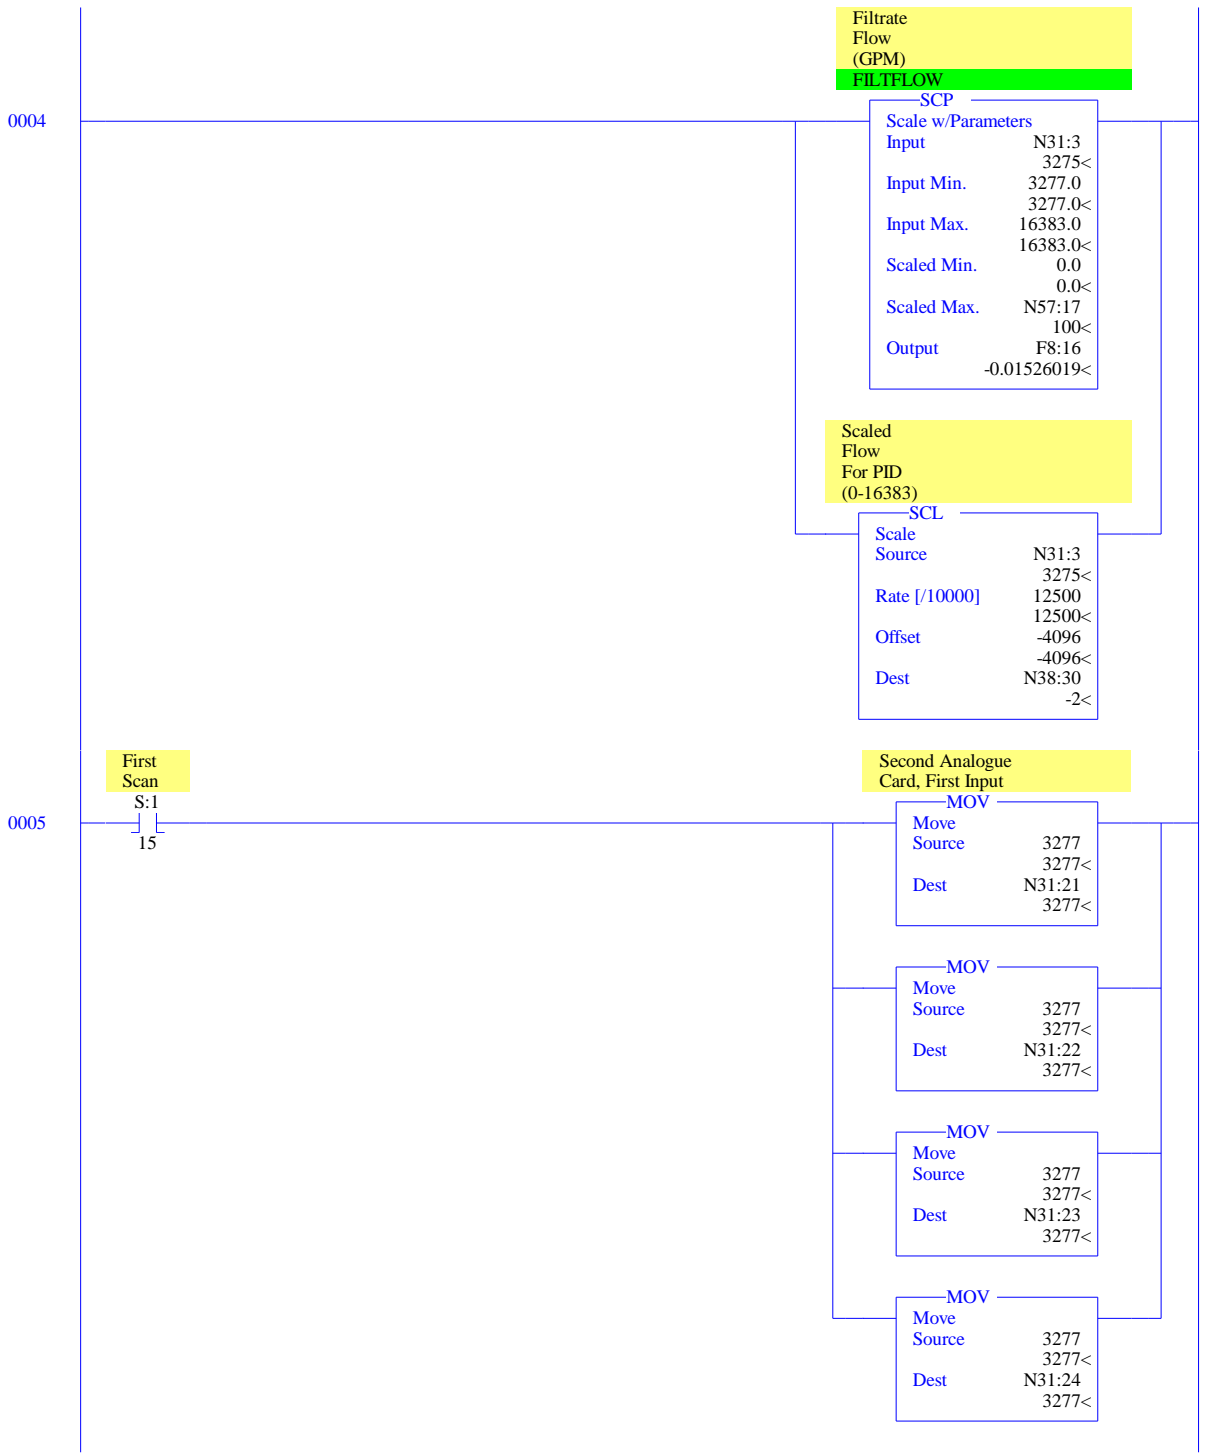 Filtrate
Flow
(GPM)
FILTFLOW
SCP
0004
Scale w/Parameters
Input N31:3
3275<
Input Min. 3277.0
3277.0<
Input Max. 16383.0
16383.0<
Scaled Min. 0.0
0.0<
Scaled Max. N57:17
100<
Output F8:16
-0.01526019<
Scaled
Flow
For PID
(0-16383)
SCL
Scale
Source N31:3
3275<
Rate [/10000] 12500
12500<
Offset -4096
-4096<
Dest N38:30
-2<
First
Scan
S:1
15
0005
Second Analogue
Card, First Input
MOV
Move
Source 3277
3277<
Dest N31:21
3277<
MOV
Move
Source 3277
3277<
Dest N31:22
3277<
MOV
Move
Source 3277
3277<
Dest N31:23
3277<
MOV
Move
Source 3277
3277<
Dest N31:24
3277<